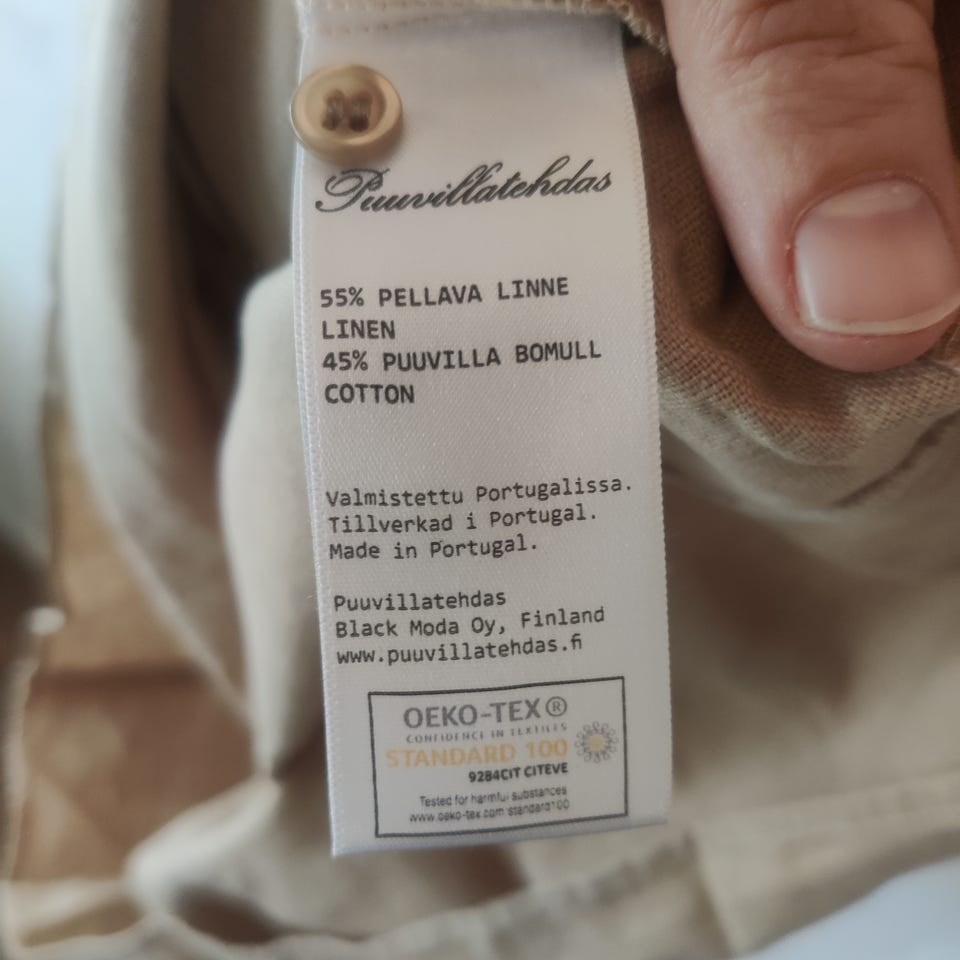 Puuvillatehdas
55% PELLAVA LINNE
LINEN
45% PUUVILLA BOMULL
COTTON
Valmistettu Portugalissa.
Tillverkad i Portugal.
Made in Portugal.
Puuvillatehdas
Black Moda Oy, Finland
www.puuvillatehdas.fi
OEKO-TEX®
CONFIDENCE IN TEXTILES
STANDARD 100
9284CIT CITEVE
Tested for harmful substances
www.oeko-tex.com/standard100